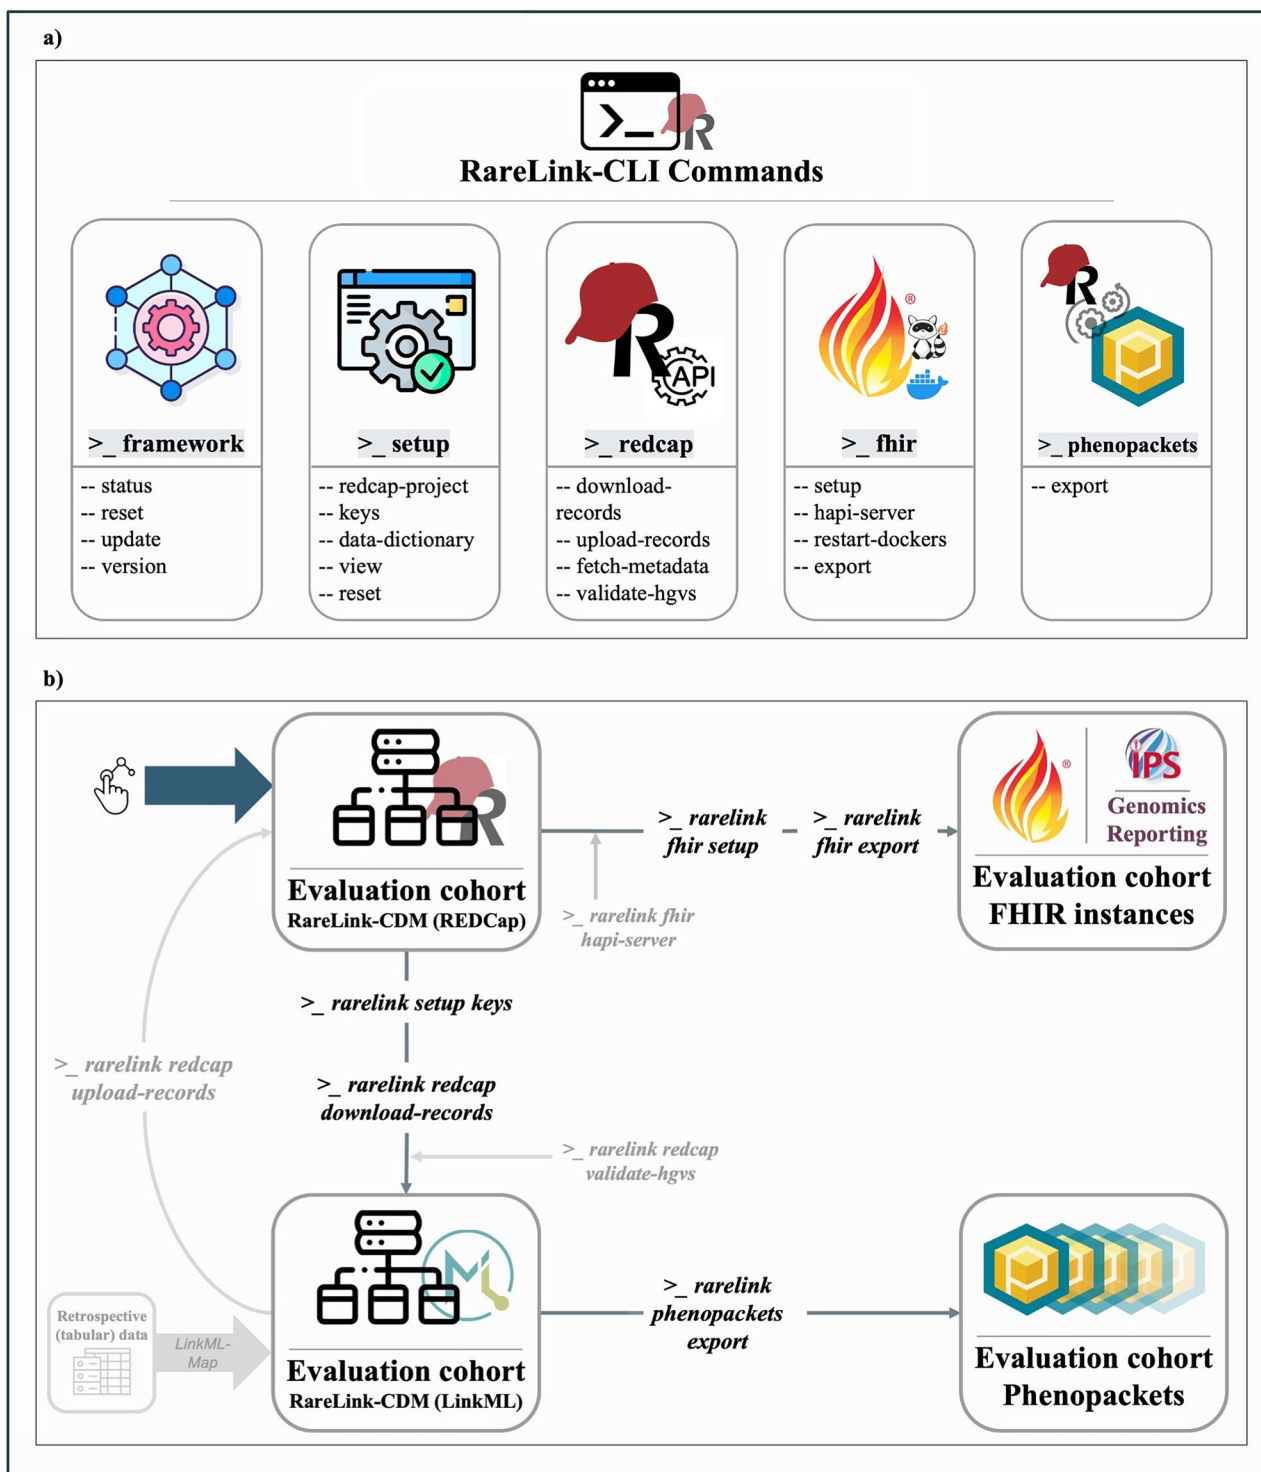 a)
>_
R
RareLink-CLI Commands
>_ framework
-- status
-- reset
-- update
-- version
>_ setup
-- redcap-project
-- keys
-- data-dictionary
-- view
-- reset
R
API
>_ redcap
-- download-
records
-- upload-records
-- fetch-metadata
-- validate-hgvs
®
>_ fhir
-- setup
-- hapi-server
-- restart-dockers
-- export
R
>_ phenopackets
-- export
b)
R
Evaluation cohort
RareLink-CDM (REDCap)
>_ rarelink
fhir setup
>_ rarelink
fhir export
>_ rarelink fhir
hapi-server
®
iPS
Genomics
Reporting
Evaluation cohort
FHIR instances
>_ rarelink setup keys
>_ rarelink redcap
upload-records
>_ rarelink redcap
download-records
>_ rarelink redcap
validate-hgvs
Retrospective
(tabular) data
LinkML-
Map
ML
Evaluation cohort
RareLink-CDM (LinkML)
>_ rarelink
phenopackets
export
Evaluation cohort
Phenopackets